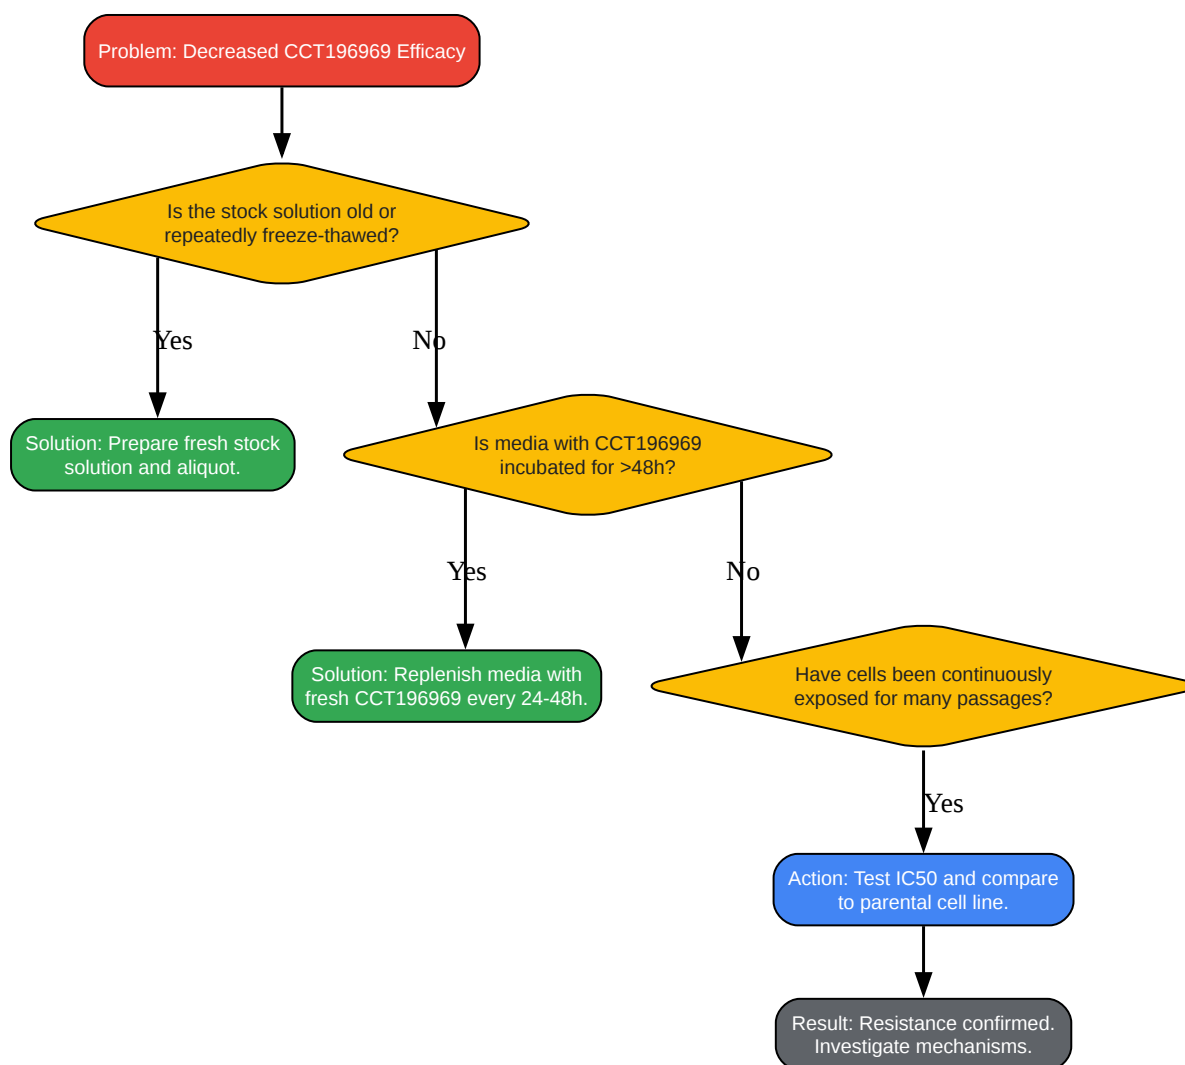 Problem: Decreased CCT196969 Efficacy
Is the stock solution old or
repeatedly freeze-thawed?
Yes
No
Solution: Prepare fresh stock
solution and aliquot.
Is media with CCT196969
incubated for >48h?
Yes
No
Solution: Replenish media with
fresh CCT196969 every 24-48h.
Have cells been continuously
exposed for many passages?
Yes
Action: Test IC50 and compare
to parental cell line.
Result: Resistance confirmed.
Investigate mechanisms.